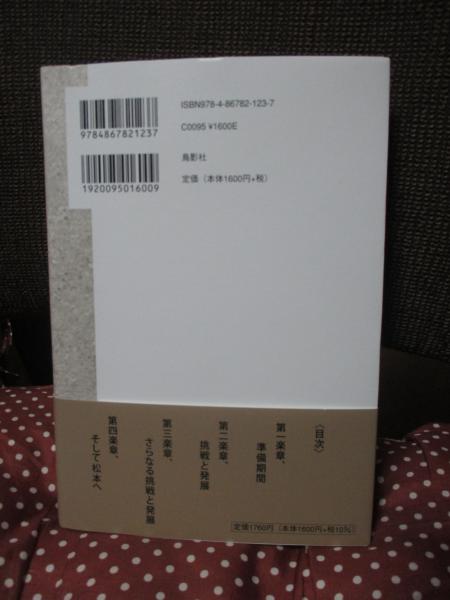 ISBN978-4-86782-123-7
C0095 ¥1600E
鳥影社
定価（本体1600円+税）
9784867821237
1920095016009
〈目次〉
第一楽章、
準備期間
第二楽章、
挑戦と発展
第三楽章、
さらなる挑戦と発展
第四楽章、
そして松本へ
定価1760円（本体1600円+税10%）